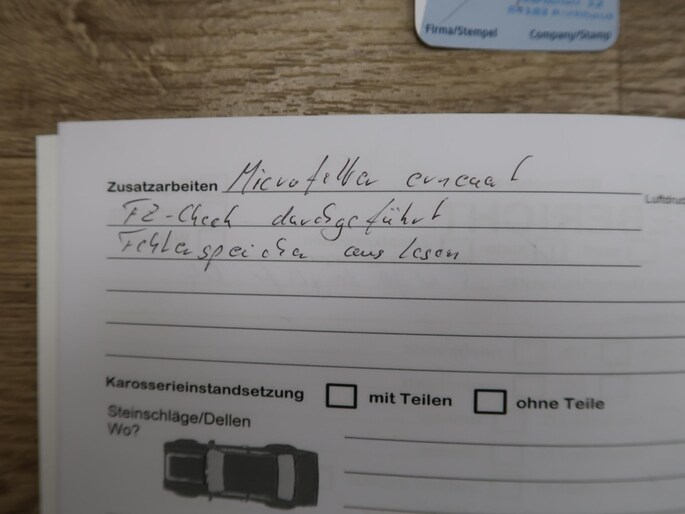 Firma/Stempel Company/Stamp
Zusatzarbeiten Microfilter erneuert
FZ-Check durchgeführt
Fehlerspeicher auslesen
Luftdruc
Karosserieinstandsetzung mit Teilen ohne Teile
Steinschläge/Dellen
Wo?